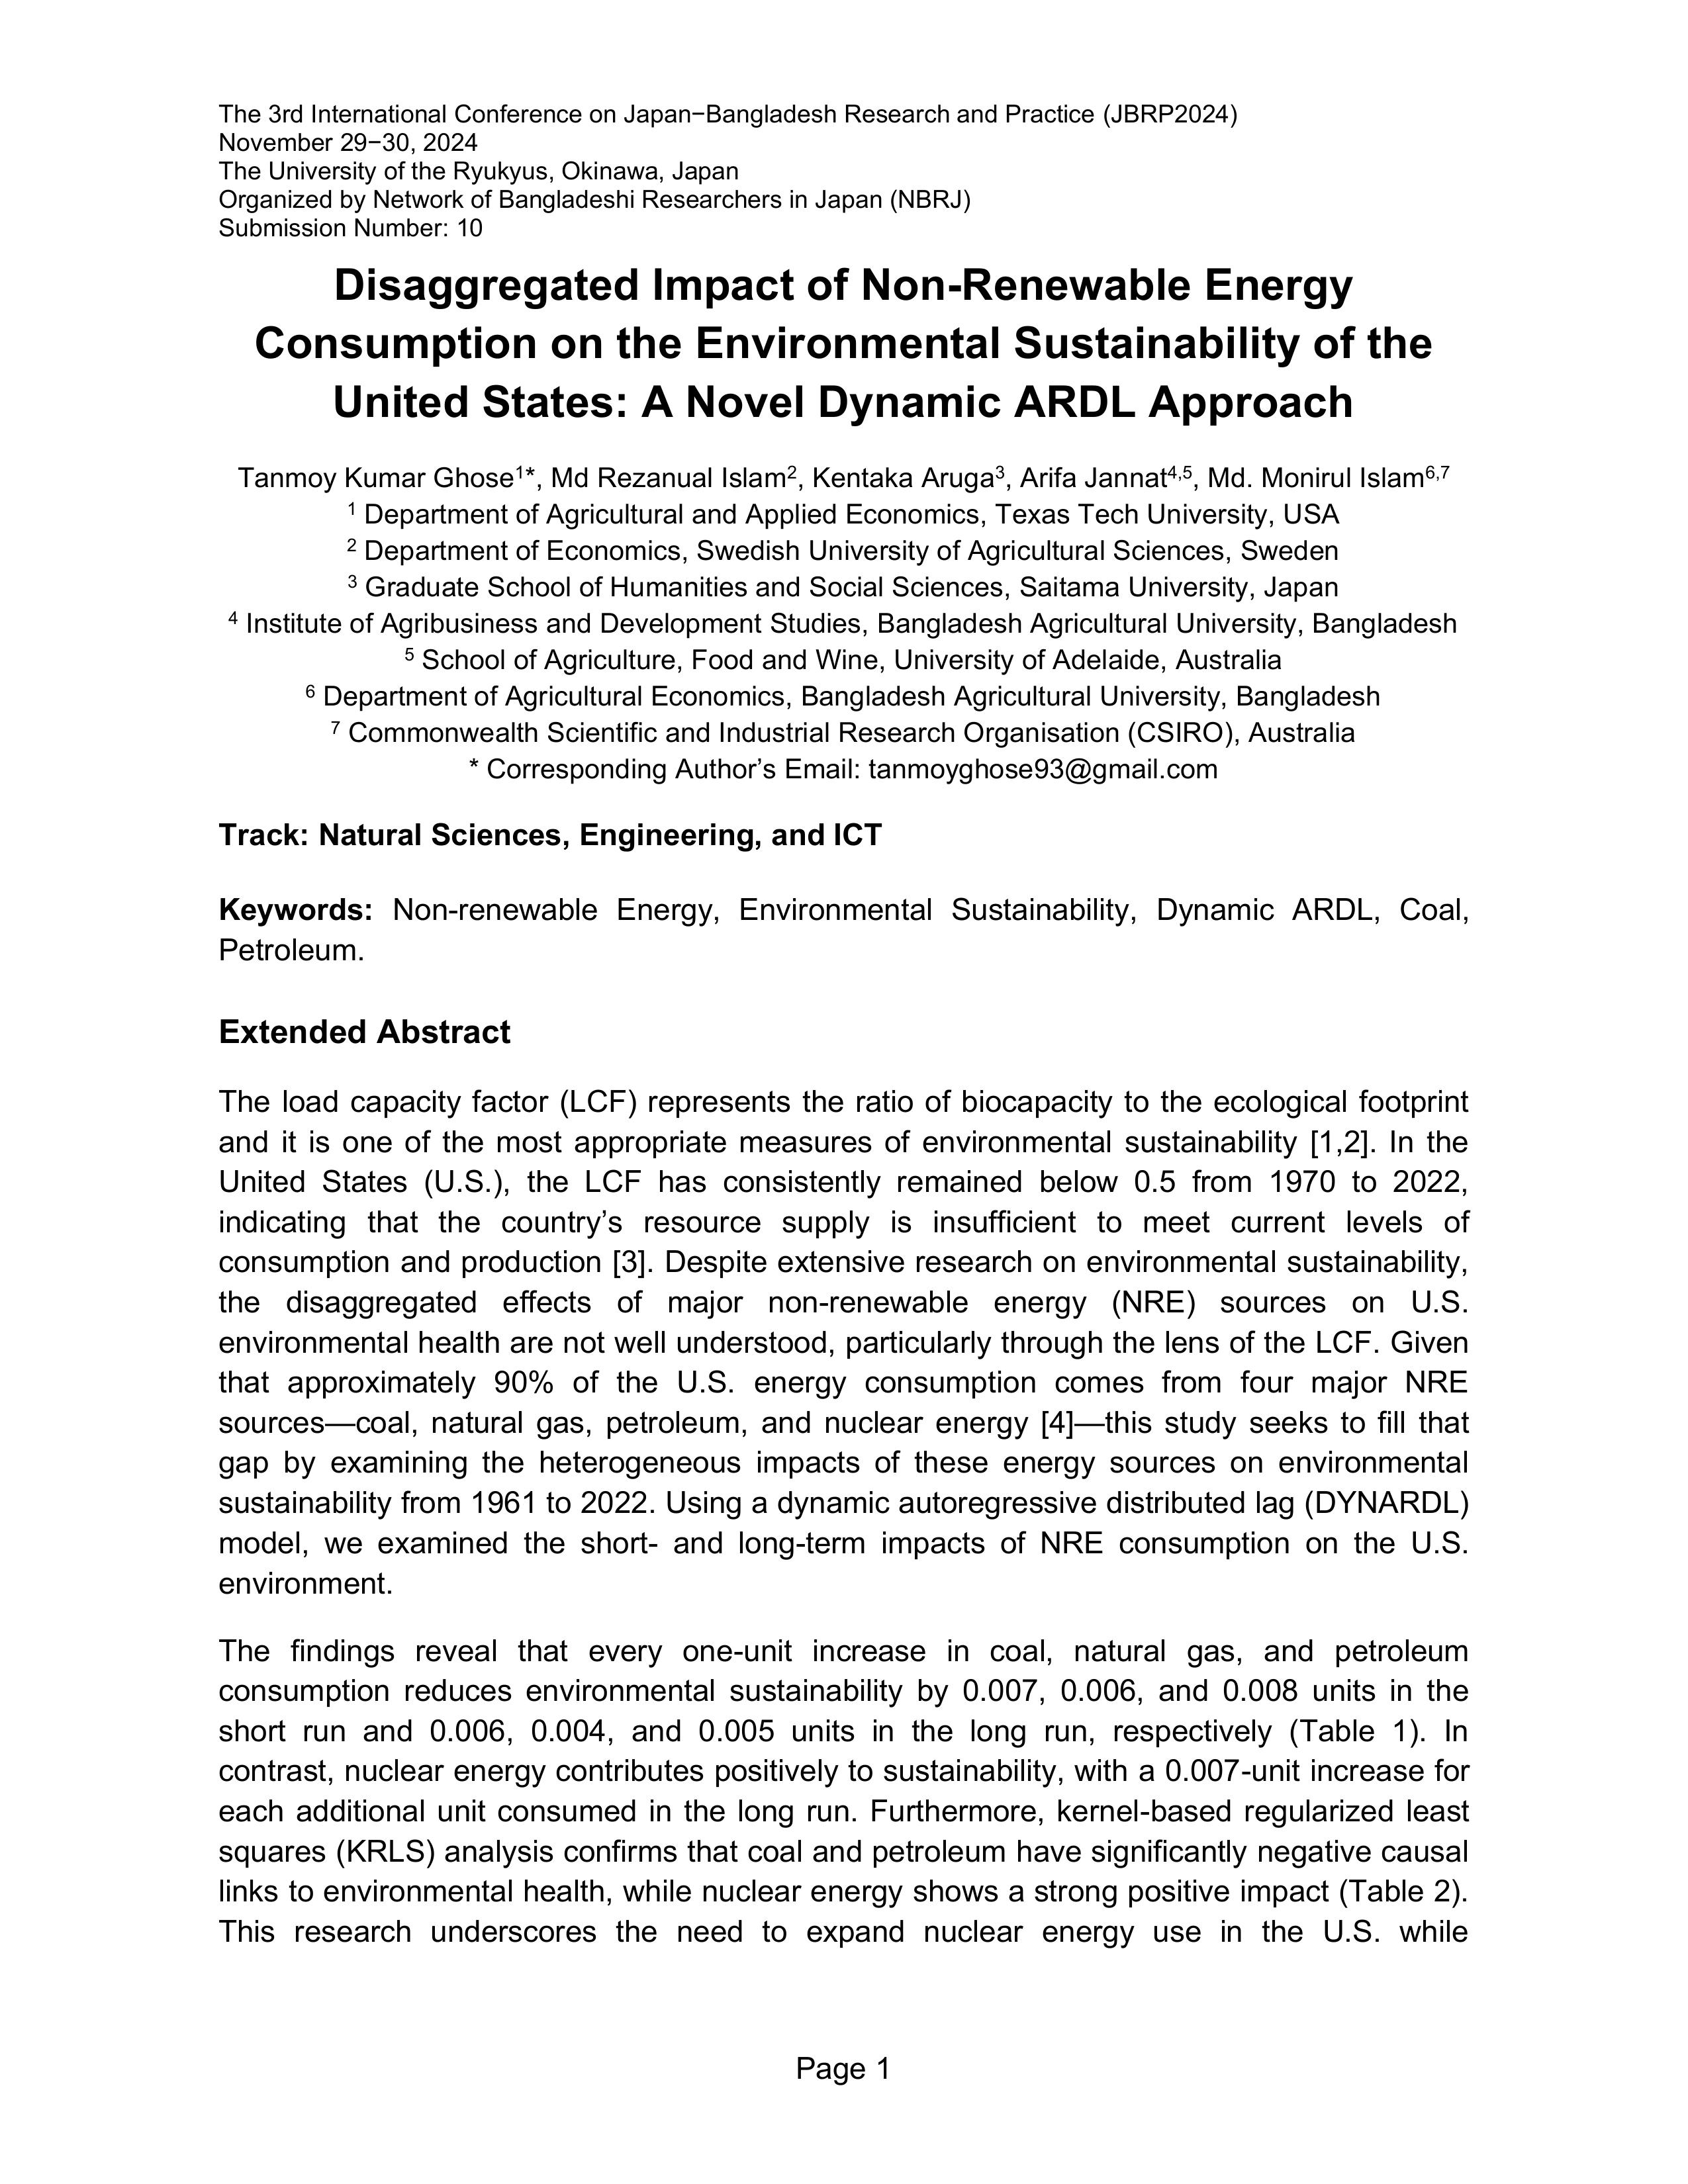 The 3rd International Conference on Japan−Bangladesh Research and Practice (JBRP2024)
November 29−30, 2024
The University of the Ryukyus, Okinawa, Japan
Organized by Network of Bangladeshi Researchers in Japan (NBRJ)
Submission Number: 10
Disaggregated Impact of Non-Renewable Energy
Consumption on the Environmental Sustainability of the
United States: A Novel Dynamic ARDL Approach
Tanmoy Kumar Ghose¹*, Md Rezanual Islam², Kentaka Aruga³, Arifa Jannat⁴,⁵, Md. Monirul Islam⁶,⁷
¹ Department of Agricultural and Applied Economics, Texas Tech University, USA
² Department of Economics, Swedish University of Agricultural Sciences, Sweden
³ Graduate School of Humanities and Social Sciences, Saitama University, Japan
⁴ Institute of Agribusiness and Development Studies, Bangladesh Agricultural University, Bangladesh
⁵ School of Agriculture, Food and Wine, University of Adelaide, Australia
⁶ Department of Agricultural Economics, Bangladesh Agricultural University, Bangladesh
⁷ Commonwealth Scientific and Industrial Research Organisation (CSIRO), Australia
* Corresponding Author’s Email: tanmoyghose93@gmail.com
Track: Natural Sciences, Engineering, and ICT
Keywords: Non-renewable Energy, Environmental Sustainability, Dynamic ARDL, Coal,
Petroleum.
Extended Abstract
The load capacity factor (LCF) represents the ratio of biocapacity to the ecological footprint
and it is one of the most appropriate measures of environmental sustainability [1,2]. In the
United States (U.S.), the LCF has consistently remained below 0.5 from 1970 to 2022,
indicating that the country’s resource supply is insufficient to meet current levels of
consumption and production [3]. Despite extensive research on environmental sustainability,
the disaggregated effects of major non-renewable energy (NRE) sources on U.S.
environmental health are not well understood, particularly through the lens of the LCF. Given
that approximately 90% of the U.S. energy consumption comes from four major NRE
sources—coal, natural gas, petroleum, and nuclear energy [4]—this study seeks to fill that
gap by examining the heterogeneous impacts of these energy sources on environmental
sustainability from 1961 to 2022. Using a dynamic autoregressive distributed lag (DYNARDL)
model, we examined the short- and long-term impacts of NRE consumption on the U.S.
environment.
The findings reveal that every one-unit increase in coal, natural gas, and petroleum
consumption reduces environmental sustainability by 0.007, 0.006, and 0.008 units in the
short run and 0.006, 0.004, and 0.005 units in the long run, respectively (Table 1). In
contrast, nuclear energy contributes positively to sustainability, with a 0.007-unit increase for
each additional unit consumed in the long run. Furthermore, kernel-based regularized least
squares (KRLS) analysis confirms that coal and petroleum have significantly negative causal
links to environmental health, while nuclear energy shows a strong positive impact (Table 2).
This research underscores the need to expand nuclear energy use in the U.S. while
Page 1